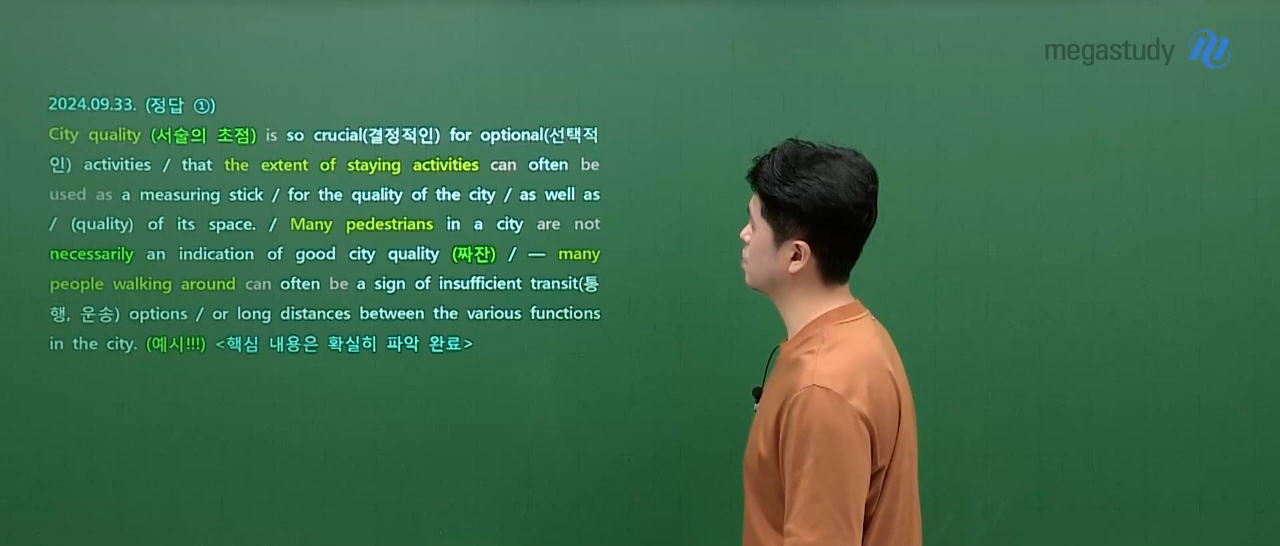 megastudy
2024.09.33. (정답 ①)
City quality (서술의 초점) is so crucial(결정적인) for optional(선택적
인) activities / that the extent of staying activities can often be
used as a measuring stick / for the quality of the city / as well as
/ (quality) of its space. / Many pedestrians in a city are not
necessarily an indication of good city quality (짜잔) / — many
people walking around can often be a sign of insufficient transit(통
행, 운송) options / or long distances between the various functions
in the city. (예시!!!) <핵심 내용은 확실히 파악 완료>